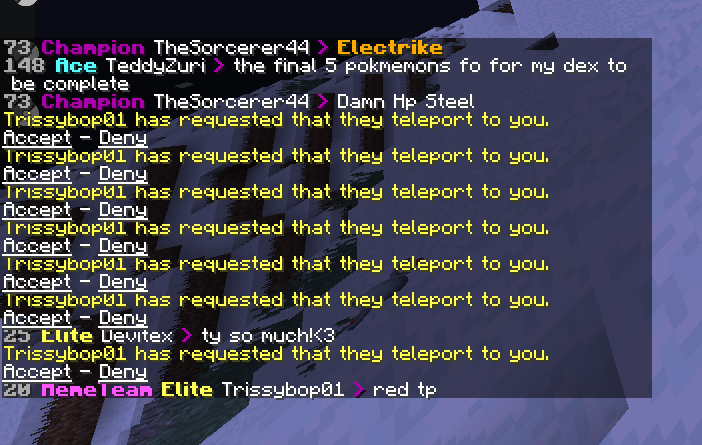 73 Champion TheSorcerer44 > Electrike
148 Ace TeddyZuri > the final 5 pokmemons fo for my dex to
be complete
73 Champion TheSorcerer44 > Damn Hp Steel
Trissybop01 has requested that they teleport to you.
Accept - Deny
Trissybop01 has requested that they teleport to you.
Accept - Deny
Trissybop01 has requested that they teleport to you.
Accept - Deny
Trissybop01 has requested that they teleport to you.
Accept - Deny
Trissybop01 has requested that they teleport to you.
Accept - Deny
Trissybop01 has requested that they teleport to you.
Accept - Deny
25 Elite Devitex > ty so much!<3
Trissybop01 has requested that they teleport to you.
Accept - Deny
20 MemeTeam Elite Trissybop01 > red tp